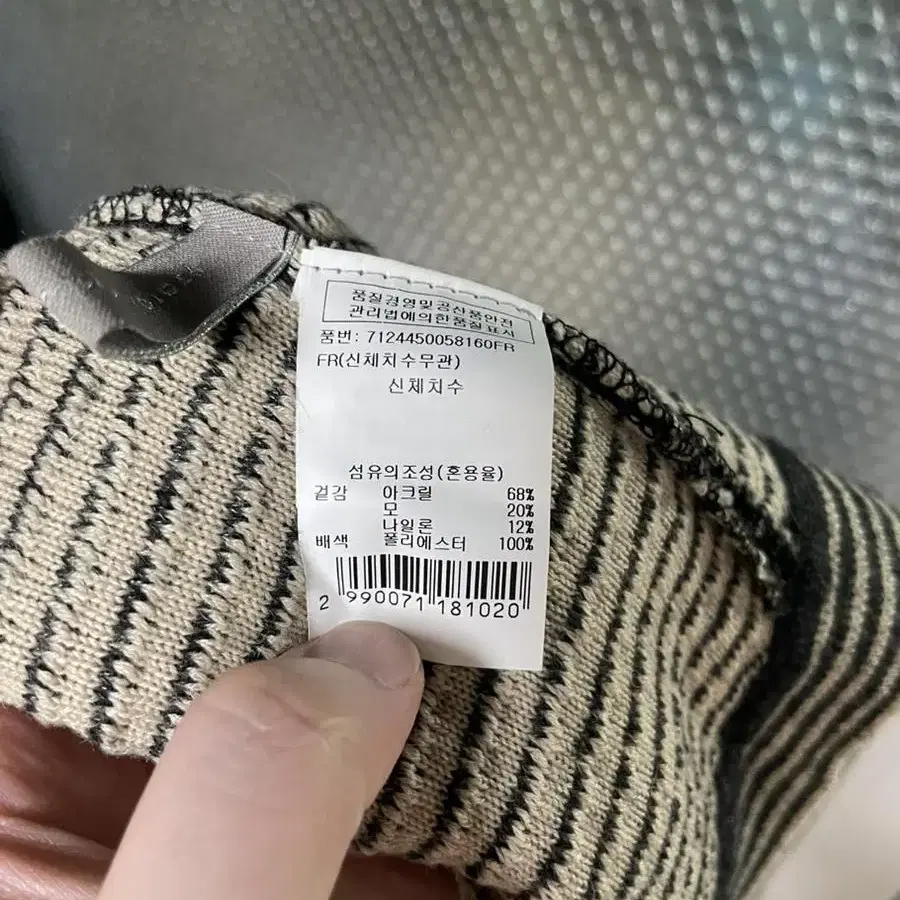 품질경영및공산품안전
관리법에의한품질표시
품번: 7124450058160FR
FR(신체치수무관)
신체치수
섬유의조성(혼용율)
겉감 아크릴 68%
모 20%
나일론 12%
배색 폴리에스터 100%
2 990071 181020